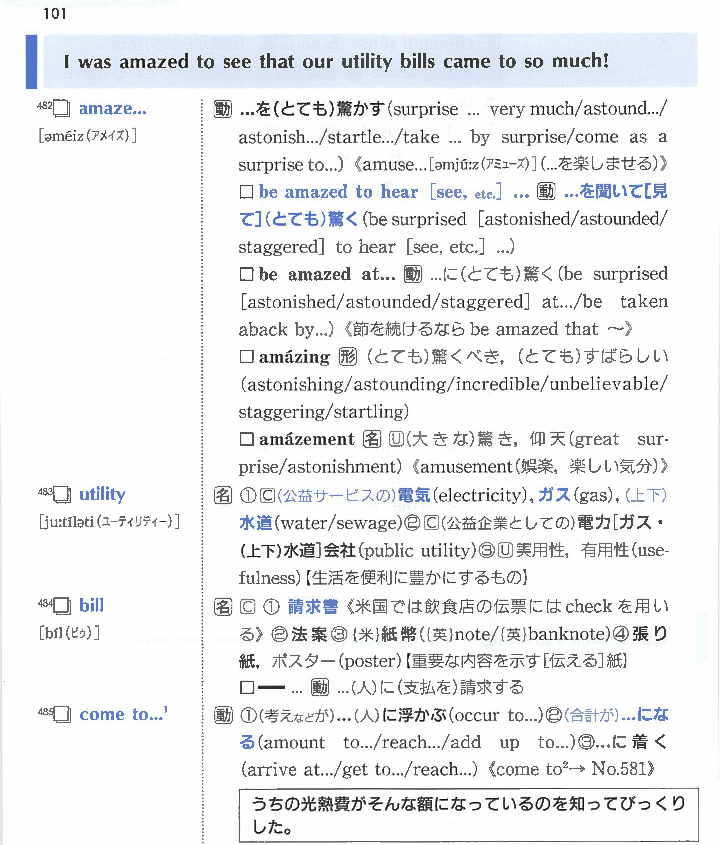 101
I was amazed to see that our utility bills came to so much!
482 amaze... 動 ...を(とても)驚かす(surprise ... very much/astound.../
[əméiz(アメイズ)] astonish.../startle.../take ... by surprise/come as a
surprise to...)《amuse...[əmjúːz(アミューズ)](...を楽しませる)》
□ be amazed to hear [see, etc.] ... 動 ...を聞いて[見
て](とても)驚く(be surprised [astonished/astounded/
staggered] to hear [see, etc.] ...)
□ be amazed at... 動 ...に(とても)驚く(be surprised
[astonished/astounded/staggered] at.../be taken
aback by...)《節を続けるなら be amazed that 〜》
□ amázing 形 (とても)驚くべき，(とても)すばらしい
(astonishing/astounding/incredible/unbelievable/
staggering/startling)
□ amázement 名 Ⓤ(大きな)驚き，仰天(great sur-
prise/astonishment)《amusement(娯楽，楽しい気分)》
483 utility 名 ①Ⓒ(公益サービスの)電気(electricity), ガス(gas), (上下)
[juːtíləti(ユーティリティー)] 水道(water/sewage)②Ⓒ(公益企業としての)電力[ガス・
(上下)水道]会社(public utility)③Ⓤ実用性，有用性(use-
fulness)【生活を便利に豊かにするもの】
484 bill 名 Ⓒ ① 請求書《米国では飲食店の伝票には check を用い
[bíl(ビゥ)] る》②法案③{米}紙幣({英}note/{英}banknote)④張り
紙，ポスター(poster)【重要な内容を示す[伝える]紙】
□━ ... 動 ...(人)に(支払を)請求する
485 come to...¹ 動 ①(考えなどが)...(人)に浮かぶ(occur to...)②(合計が)...にな
る(amount to.../reach.../add up to...)③...に着く
(arrive at.../get to.../reach...)《come to²→ No.581》
うちの光熱費がそんな額になっているのを知ってびっくり
した。